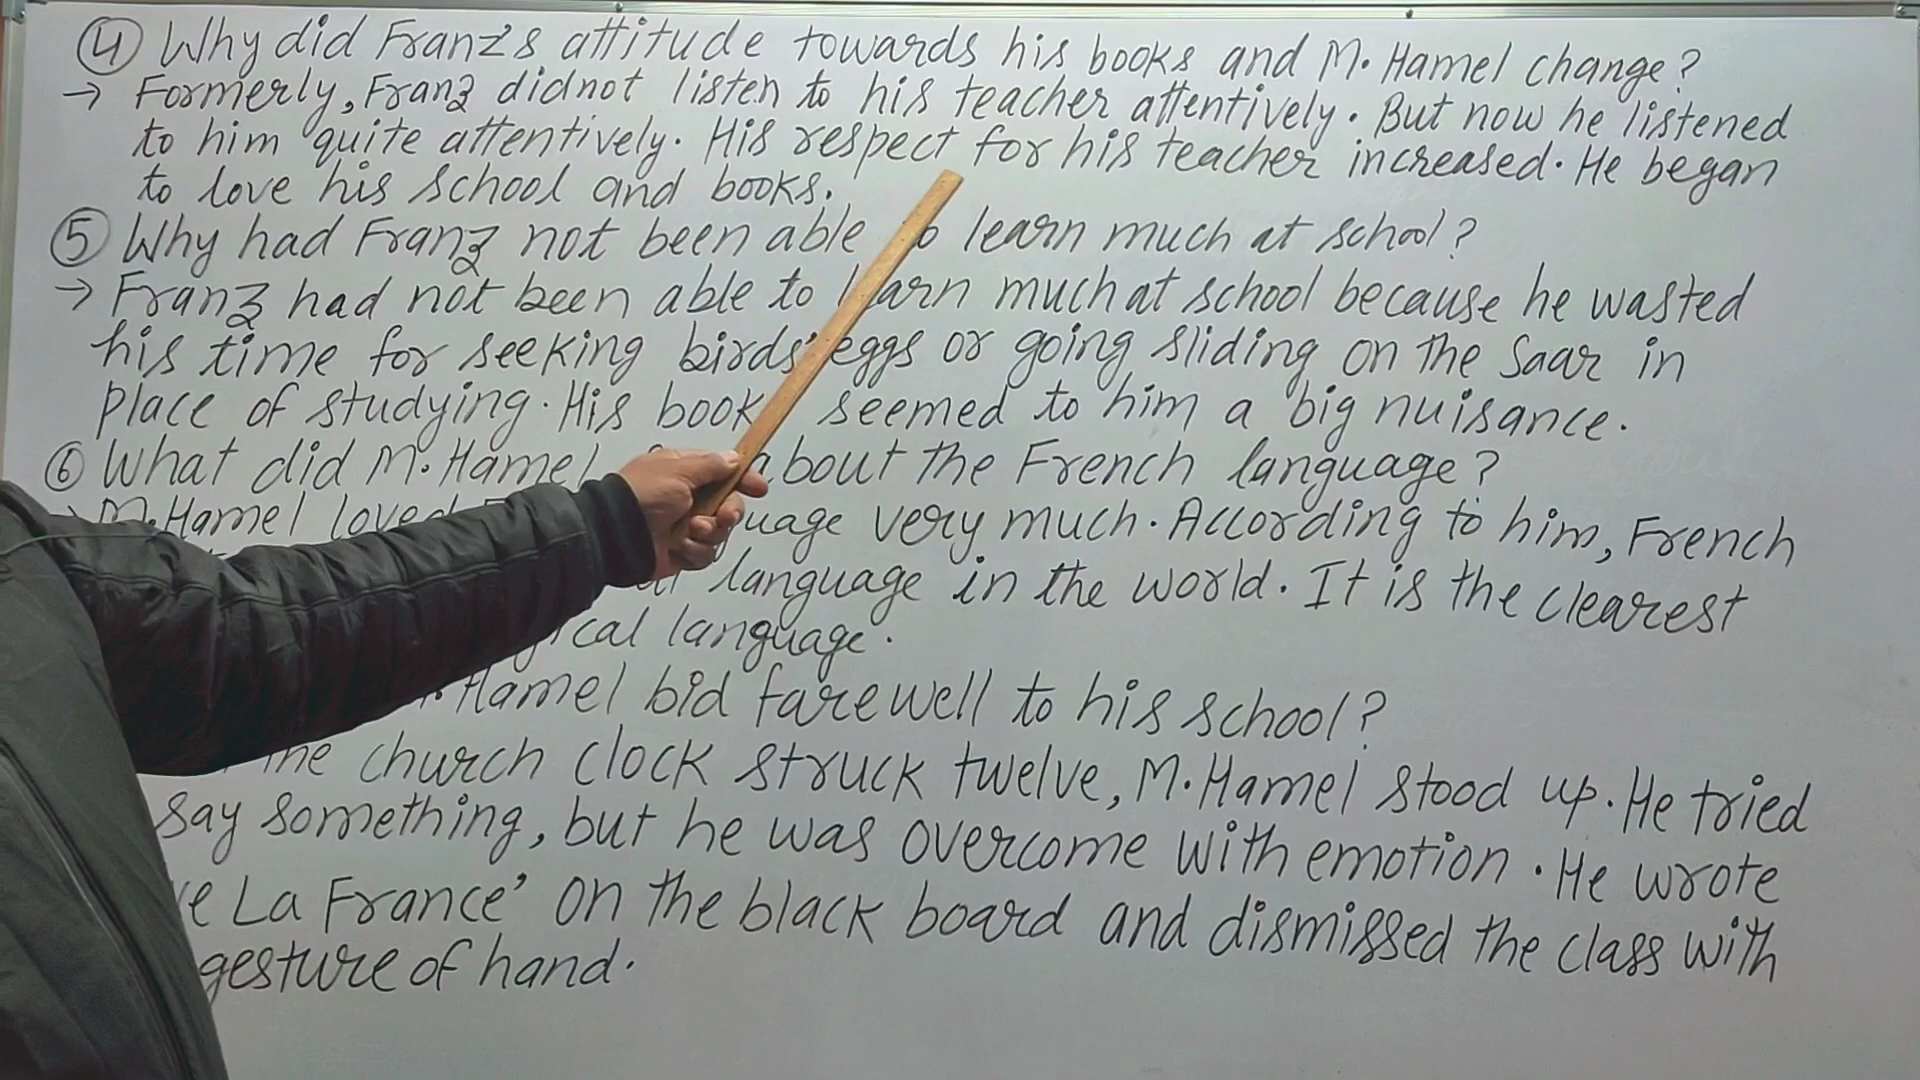 ④ Why did Franz's attitude towards his books and M. Hamel change?
→ Formerly, Franz didnot listen to his teacher attentively. But now he listened
to him quite attentively. His respect for his teacher increased. He began
to love his school and books.
⑤ Why had Franz not been able learn much at school?
→ Franz had not been able to learn much at school because he wasted
his time for seeking birds' eggs or going sliding on the Saar in
place of studying. His book seemed to him a big nuisance.
⑥ What did M. Hamel about the French language?
→ M. Hamel loved very much. According to him, French
language in the world. It is the clearest
language.
Hamel bid farewell to his school?
the church clock struck twelve, M. Hamel stood up. He tried
say something, but he was overcome with emotion. He wrote
La France' on the black board and dismissed the class with
gesture of hand.